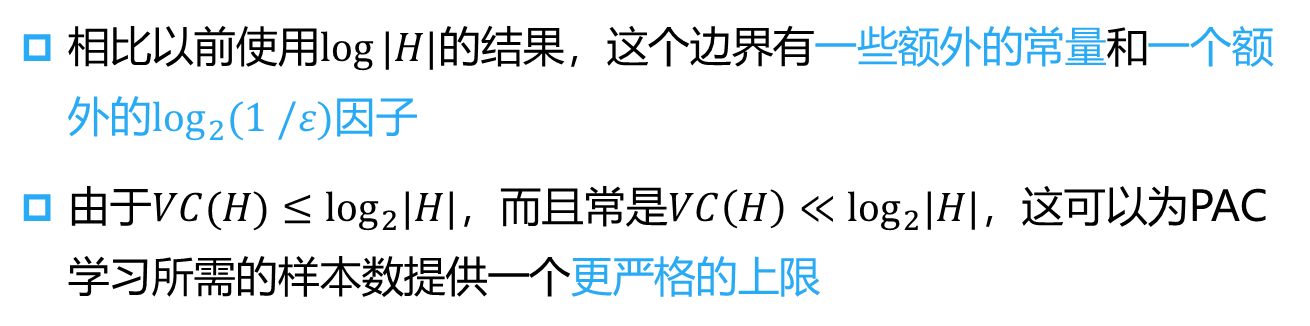 相比以前使用log |H|的结果，这个边界有一些额外的常量和一个额
外的log₂(1 /ε)因子
由于VC(H) ≤ log₂|H|，而且常是VC(H) ≪ log₂|H|，这可以为PAC
学习所需的样本数提供一个更严格的上限